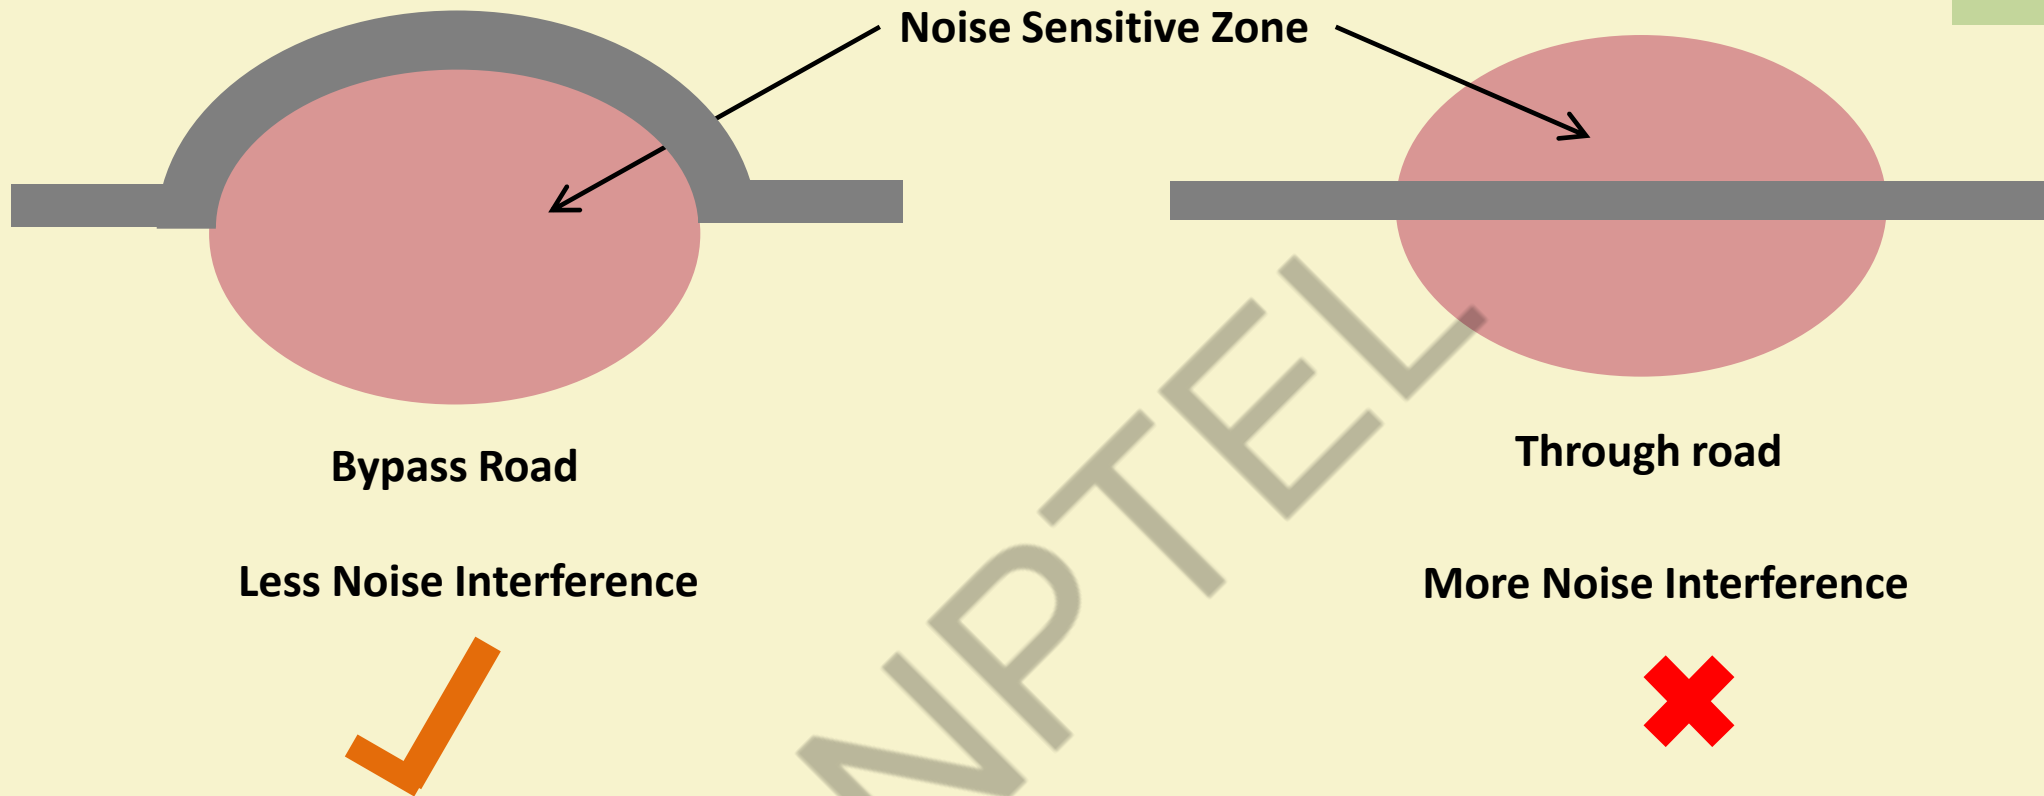 Noise Sensitive Zone
Bypass Road
Through road
Less Noise Interference
More Noise Interference
NPTEL